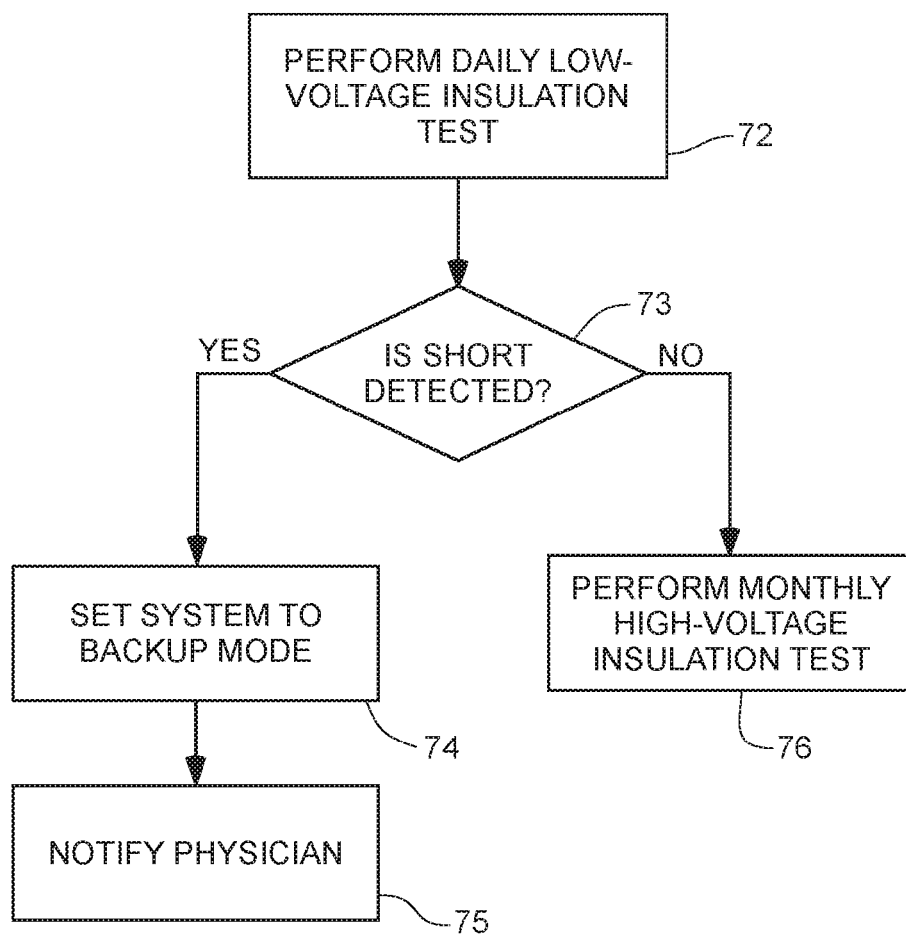 PERFORM DAILY LOW-
VOLTAGE INSULATION
TEST
72
73
YES
IS SHORT
DETECTED?
NO
SET SYSTEM TO
BACKUP MODE
74
PERFORM MONTHLY
HIGH-VOLTAGE
INSULATION TEST
76
NOTIFY PHYSICIAN
75